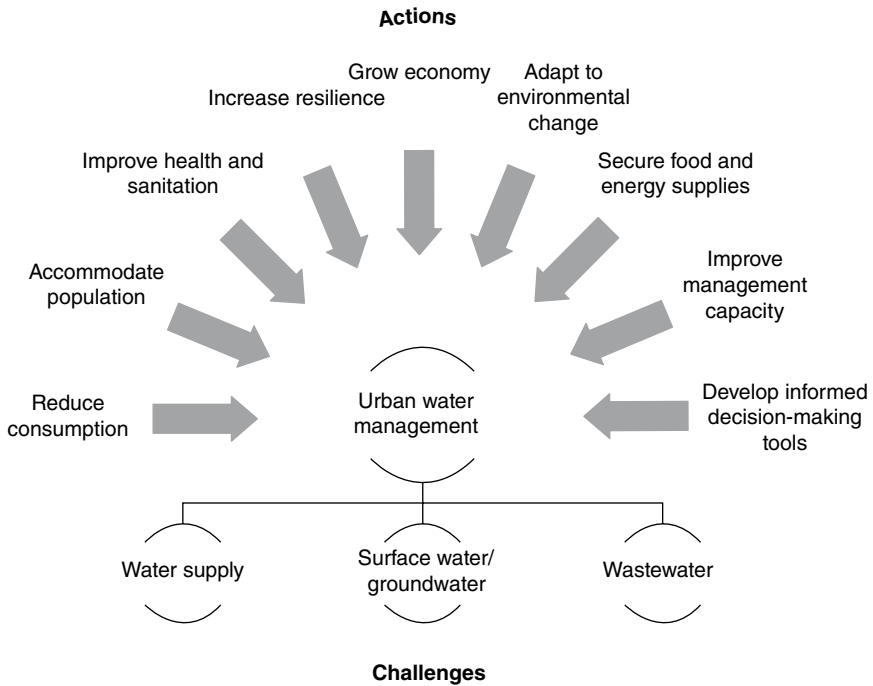 Actions
Grow economy
Increase resilience
Adapt to
environmental
change
Improve health and
sanitation
Secure food and
energy supplies
Accommodate
population
Improve
management
capacity
Reduce
consumption
Urban water
management
Develop informed
decision-making
tools
Water supply
Surface water/
groundwater
Wastewater
Challenges